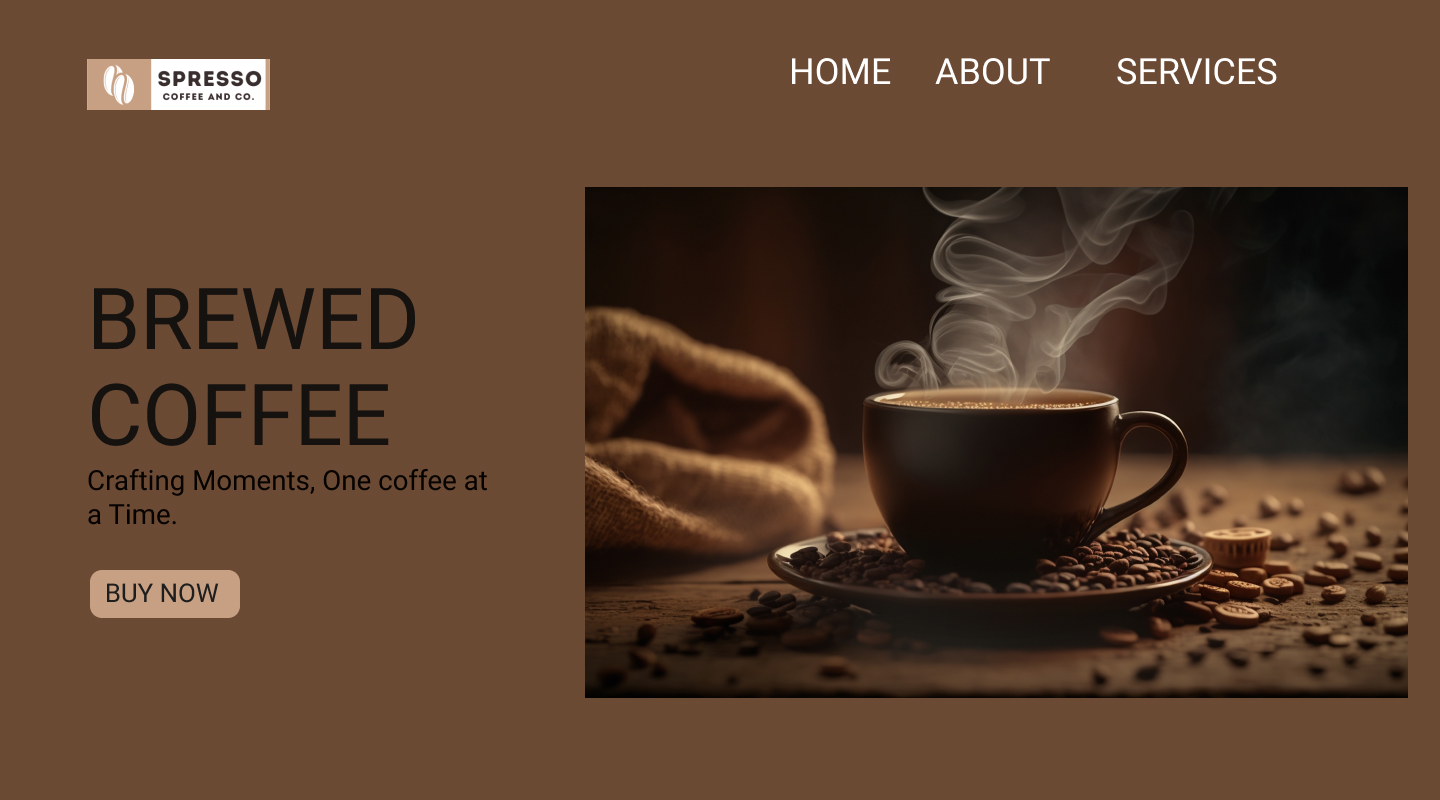 SPRESSO
COFFEE AND CO.
HOME ABOUT SERVICES
BREWED
COFFEE
Crafting Moments, One coffee at
a Time.
BUY NOW